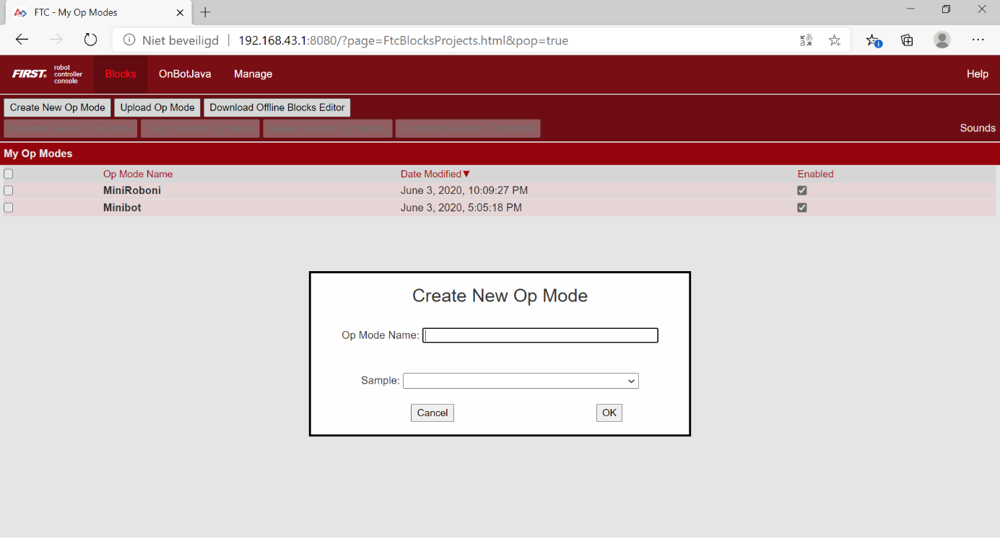 FTC - My Op Modes
Niet beveiligd | 192.168.43.1:8080/?page=FtcBlocksProjects.html&pop=true
FIRST® robot controller console Blocks OnBotJava Manage Help
Create New Op Mode Upload Op Mode Download Offline Blocks Editor
Rename Selected Op Mode Copy Selected Op Mode Delete Selected Op Modes Download Selected Op Modes Sounds
My Op Modes
Op Mode Name Date Modified▼ Enabled
MiniRoboni June 3, 2020, 10:09:27 PM
Minibot June 3, 2020, 5:05:18 PM
Create New Op Mode
Op Mode Name:
Sample:
Cancel OK